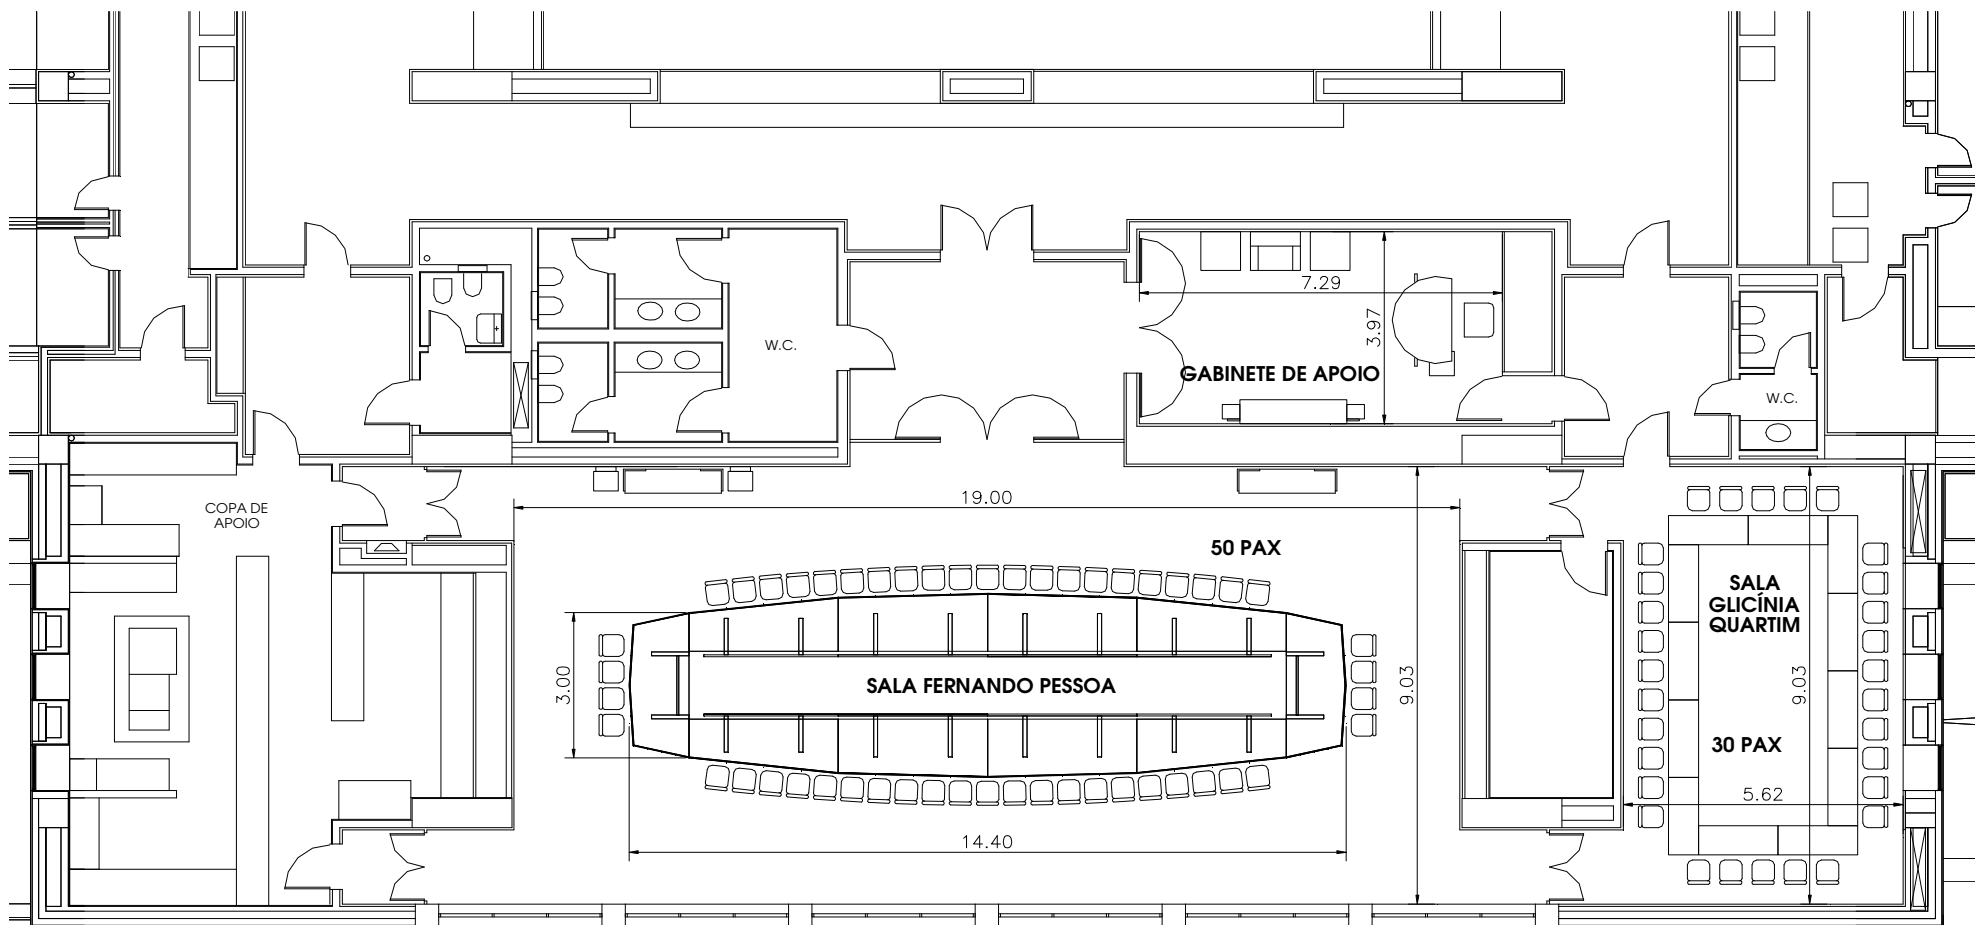 7.29
3.97
W.C.
GABINETE DE APOIO
W.C.
COPA DE
APOIO
19.00
50 PAX
SALA
GLICÍNIA
QUARTIM
3.00
SALA FERNANDO PESSOA
9.03
9.03
30 PAX
5.62
14.40